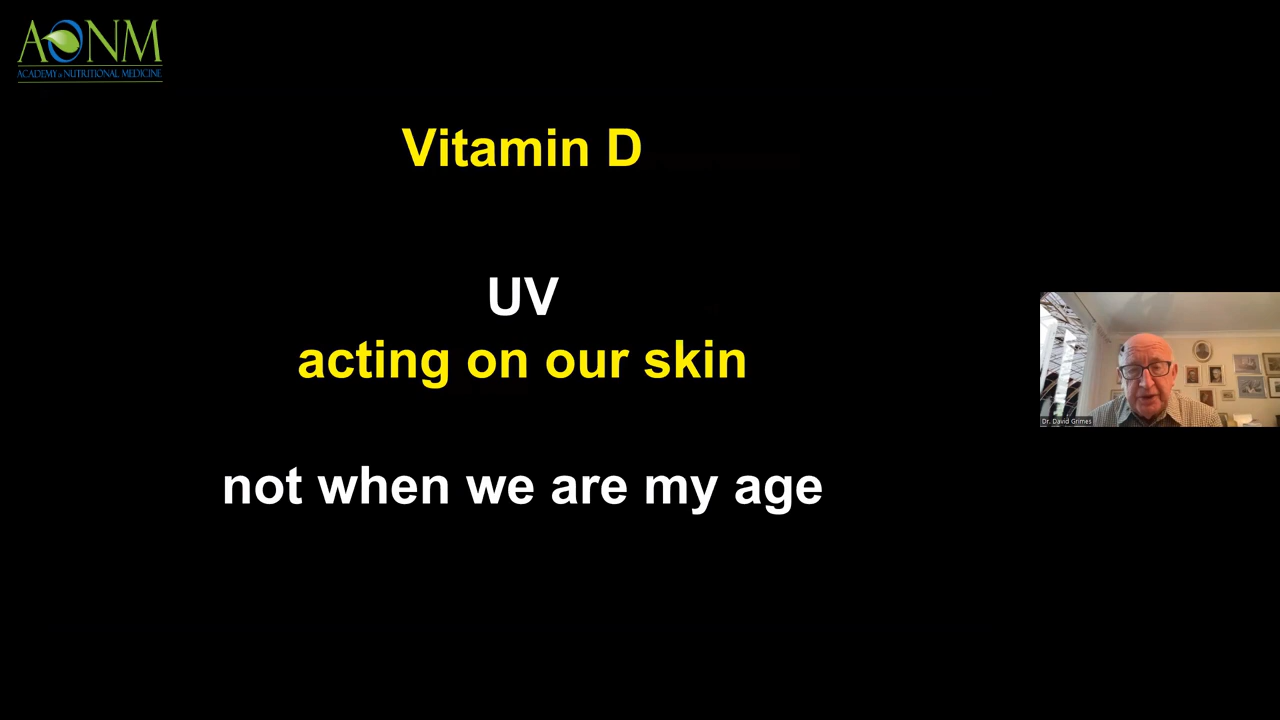 AONM
ACADEMY of NUTRITIONAL MEDICINE
Vitamin D
UV
acting on our skin
not when we are my age
Dr. David Grimes